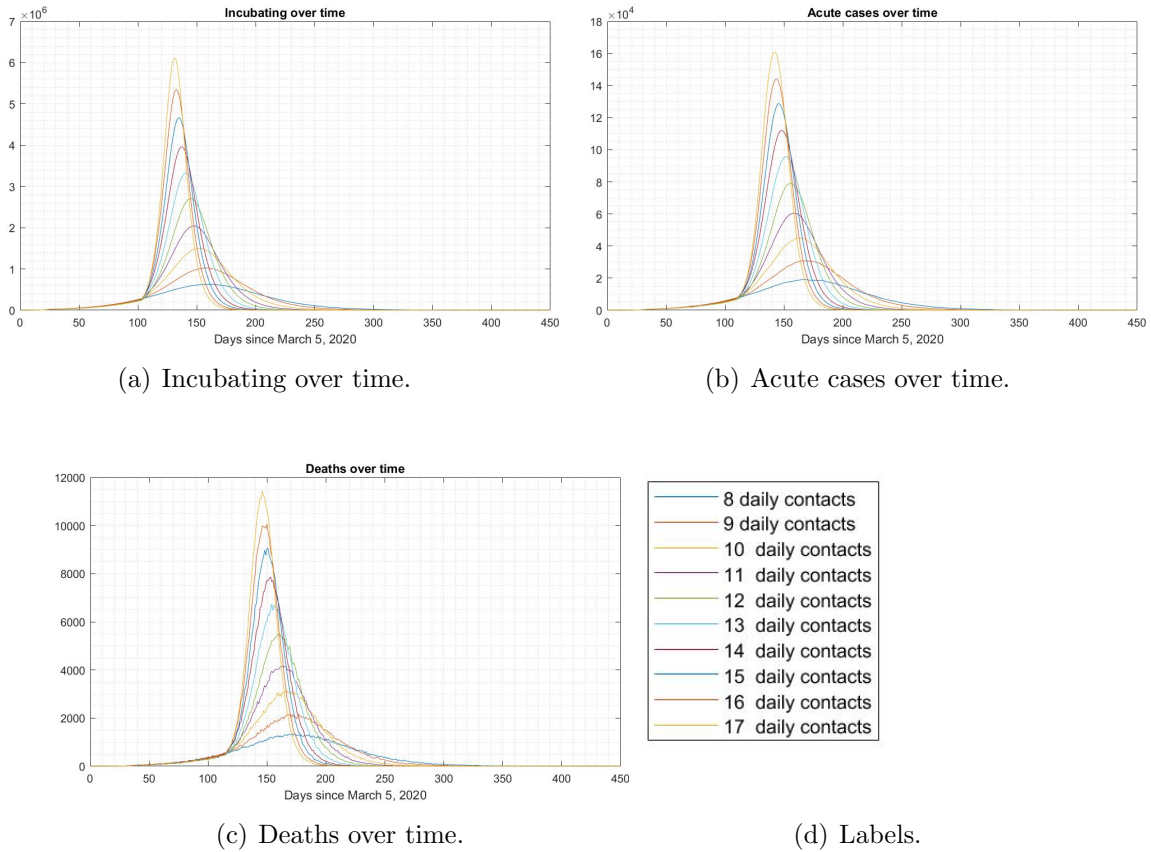 Incubating over time
×10⁶
7
6
5
4
3
2
1
0
0 50 100 150 200 250 300 350 400 450
Days since March 5, 2020
(a) Incubating over time.
Acute cases over time
×10⁴
18
16
14
12
10
8
6
4
2
0
0 50 100 150 200 250 300 350 400 450
Days since March 5, 2020
(b) Acute cases over time.
Deaths over time
12000
10000
8000
6000
4000
2000
0
0 50 100 150 200 250 300 350 400 450
Days since March 5, 2020
(c) Deaths over time.
8 daily contacts
9 daily contacts
10 daily contacts
11 daily contacts
12 daily contacts
13 daily contacts
14 daily contacts
15 daily contacts
16 daily contacts
17 daily contacts
(d) Labels.